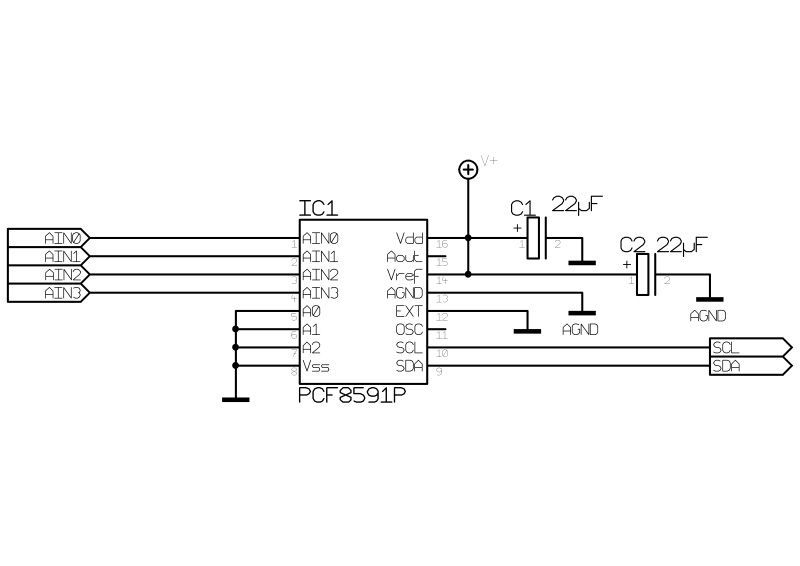 V+
IC1
C1 22µF
+
1 2
C2 22µF
+
1 2
AIN0 1 AIN0 Vdd 16
AIN1 2 AIN1 Aout 15
AIN2 3 AIN2 Vref 14
AIN3 4 AIN3 AGND 13
5 A0 EXT 12
6 A1 OSC 11
7 A2 SCL 10 SCL
8 Vss SDA 9 SDA
AGND
AGND
PCF8591P